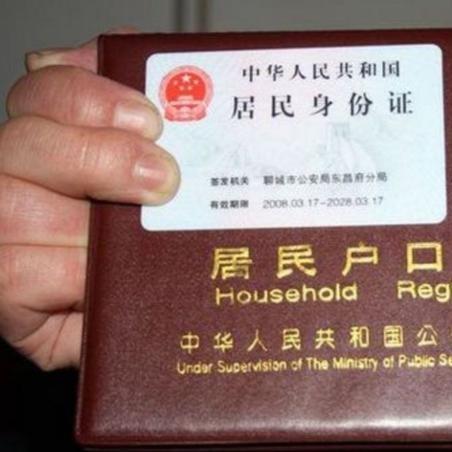 中华人民共和国
居民身份证
签发机关 聊城市公安局东昌府分局
有效期限 2008.03.17-2028.03.17
居民户口
Household Reg
中华人民共和国公
Under Supervision of The Ministry of Public Se